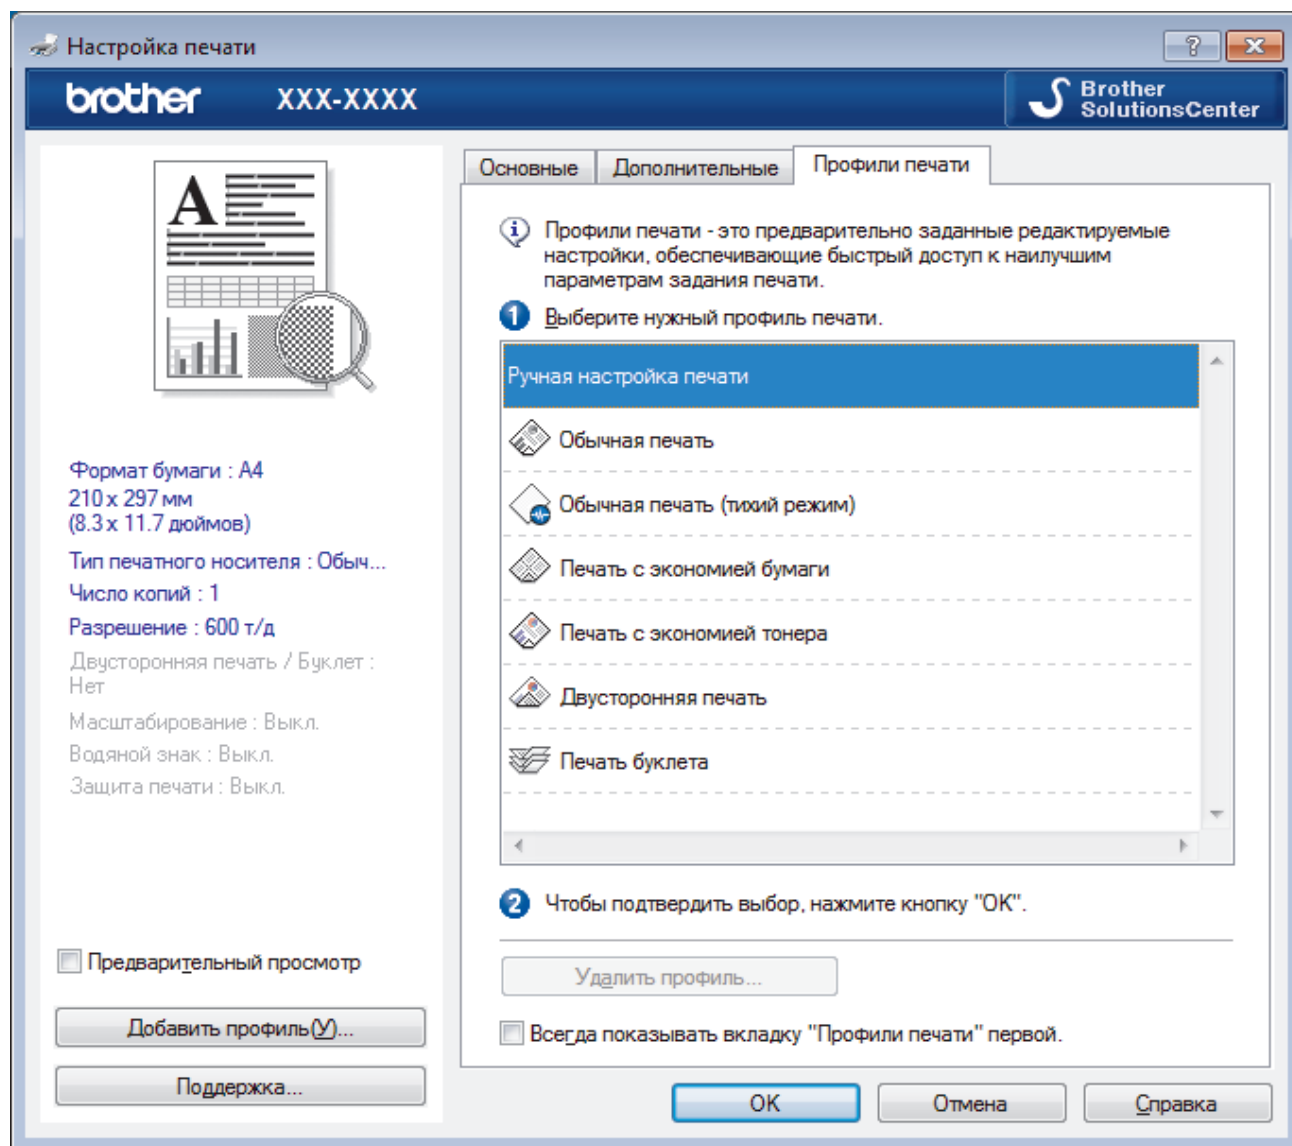 Настройка печати
brother XXX-XXXX
Brother
SolutionsCenter
A
Формат бумаги : A4
210 x 297 мм
(8.3 x 11.7 дюймов)
Тип печатного носителя : Обыч...
Число копий : 1
Разрешение : 600 т/д
Двусторонняя печать / Буклет :
Нет
Масштабирование : Выкл.
Водяной знак : Выкл.
Защита печати : Выкл.
Предварительный просмотр
Добавить профиль(У)...
Поддержка...
Основные Дополнительные Профили печати
Профили печати - это предварительно заданные редактируемые
настройки, обеспечивающие быстрый доступ к наилучшим
параметрам задания печати.
1 Выберите нужный профиль печати.
Ручная настройка печати
Обычная печать
Обычная печать (тихий режим)
Печать с экономией бумаги
Печать с экономией тонера
Двусторонняя печать
Печать буклета
2 Чтобы подтвердить выбор, нажмите кнопку "OK".
Удалить профиль...
Всегда показывать вкладку "Профили печати" первой.
OK Отмена Справка